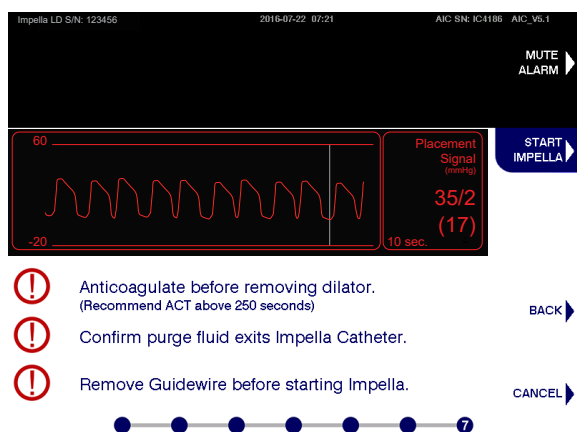 Impella LD S/N: 123456 2016-07-22 07:21 AIC SN: IC4186 AIC_V5.1
MUTE
ALARM
START
IMPELLA
60
-20
Placement
Signal
(mmHg)
35/2
(17)
10 sec.
! Anticoagulate before removing dilator.
(Recommend ACT above 250 seconds)
BACK
! Confirm purge fluid exits Impella Catheter.
! Remove Guidewire before starting Impella.
CANCEL
7